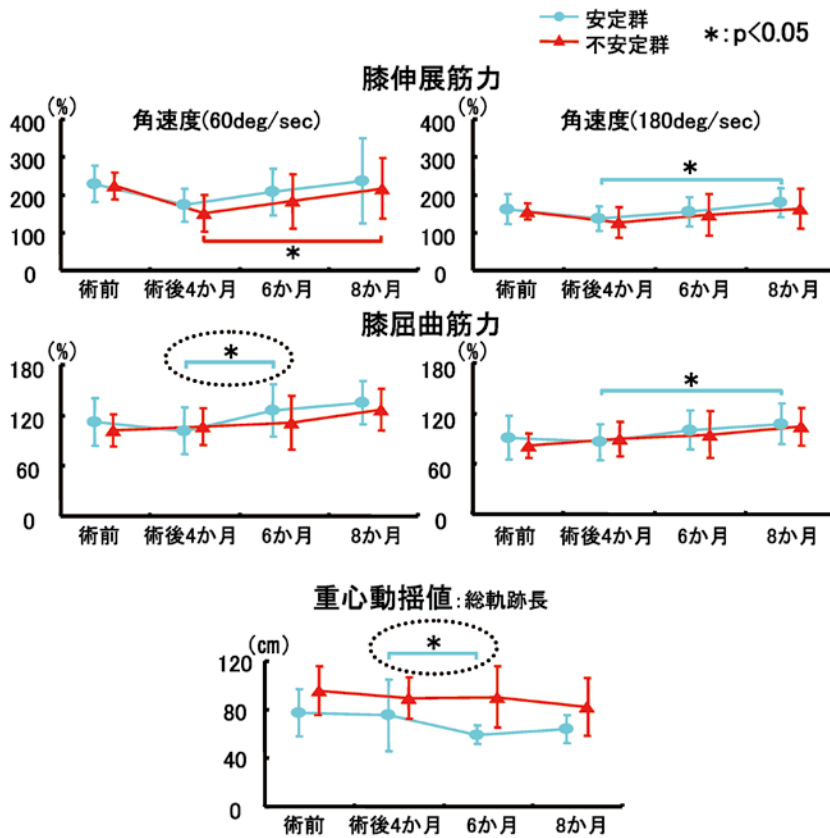 安定群
不安定群
*:p<0.05
膝伸展筋力
(%)
角速度(60deg/sec)
400
300
200
100
0
*
術前
術後4か月
6か月
8か月
(%)
角速度(180deg/sec)
400
300
200
100
0
*
術前
術後4か月
6か月
8か月
膝屈曲筋力
(%)
180
120
60
0
*
術前
術後4か月
6か月
8か月
(%)
180
120
60
0
*
術前
術後4か月
6か月
8か月
重心動揺値:総軌跡長
(cm)
120
80
40
0
*
術前
術後4か月
6か月
8か月